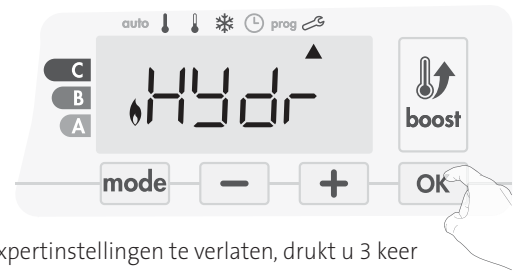 auto prog
C
B
A
Hydr
boost
mode − + OK
xpertinstellingen te verlaten, drukt u 3 keer